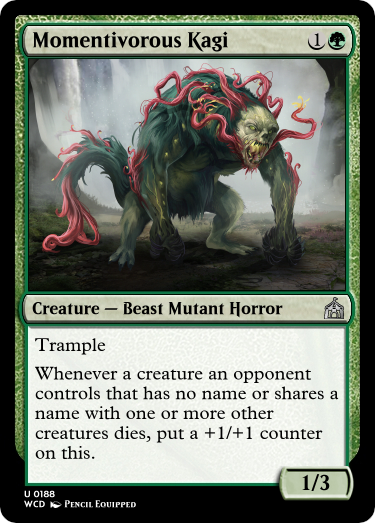 Momentivorous Kagi 1
Creature — Beast Mutant Horror
Trample
Whenever a creature an opponent
controls that has no name or shares a
name with one or more other
creatures dies, put a +1/+1 counter
on this.
1/3
U 0188
WCD Pencil Equipped